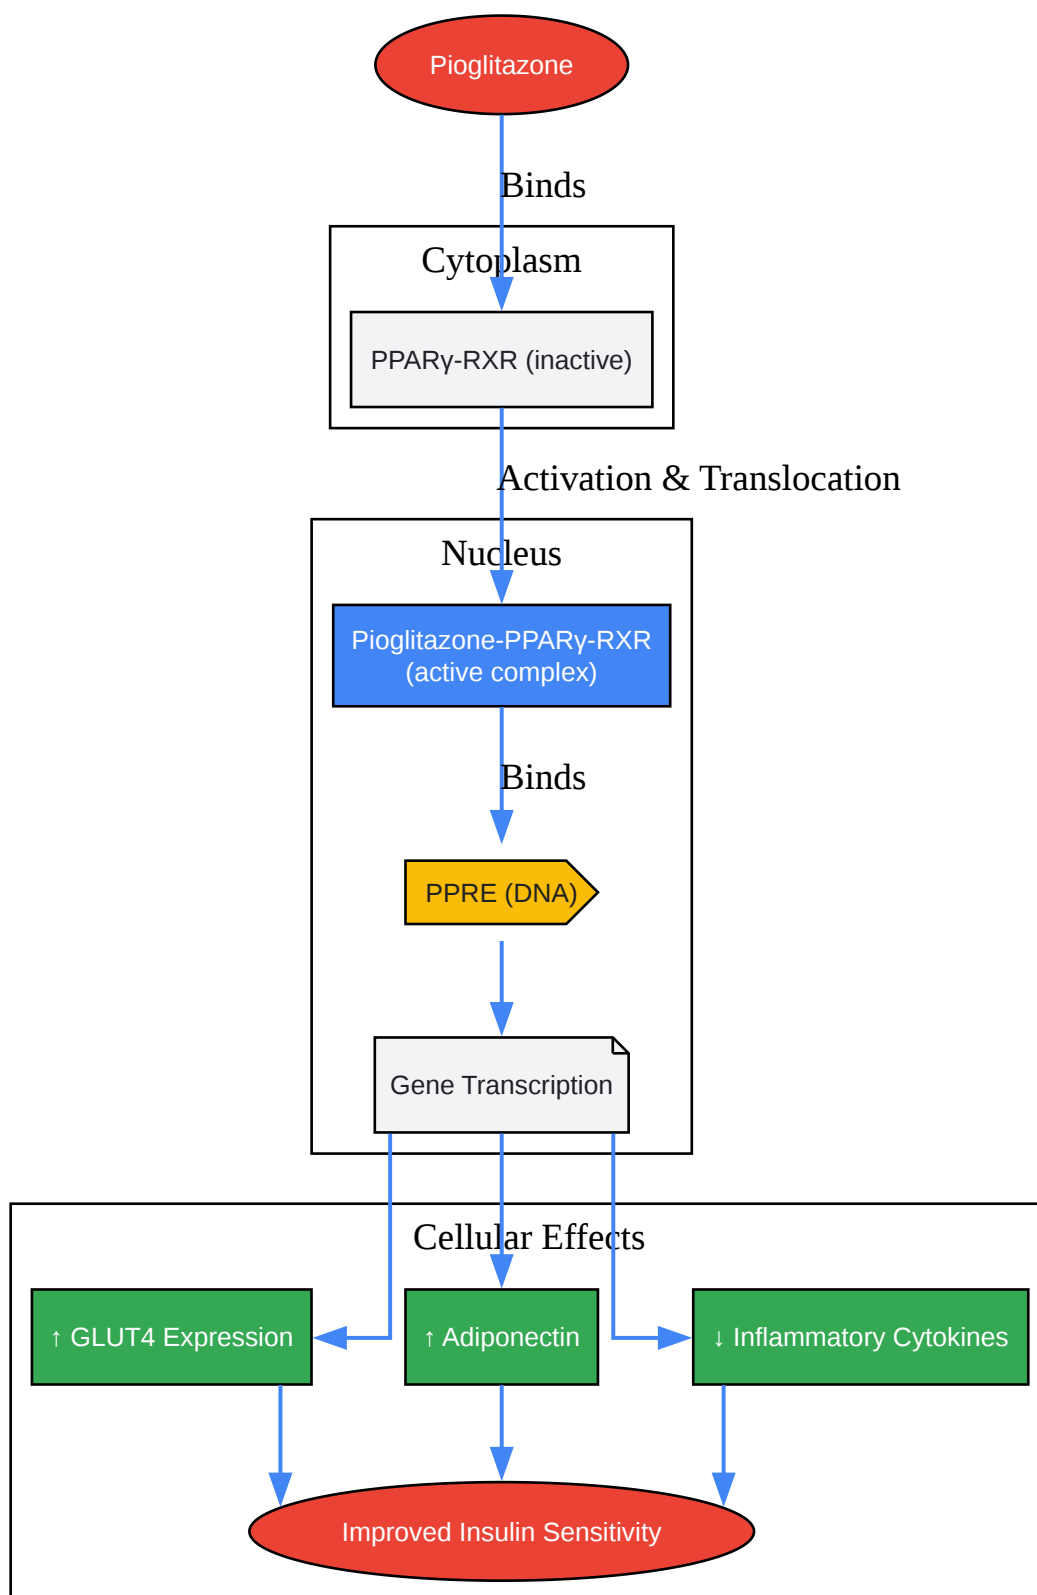 Pioglitazone
Binds
Cytoplasm
PPARγ-RXR (inactive)
Activation & Translocation
Nucleus
Pioglitazone-PPARγ-RXR
(active complex)
Binds
PPRE (DNA)
Gene Transcription
Cellular Effects
↑ GLUT4 Expression
↑ Adiponectin
↓ Inflammatory Cytokines
Improved Insulin Sensitivity